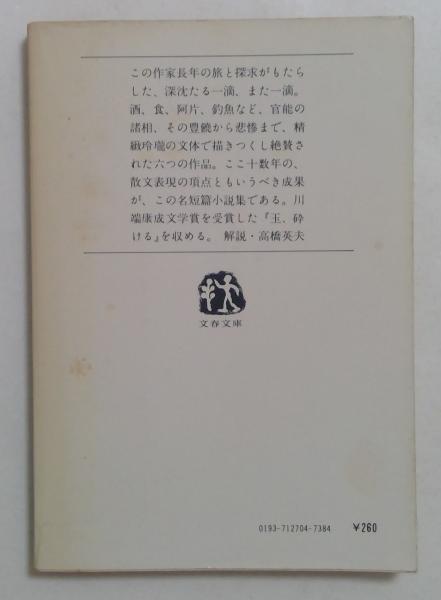 この作家長年の旅と探求がもたら
した、深沈たる一滴、また一滴。
酒、食、阿片、釣魚など、官能の
諸相、その豊饒から悲惨まで、精
緻玲瓏の文体で描きつくし絶賛さ
れた六つの作品。ここ十数年の、
散文表現の頂点ともいうべき成果
が、この名短篇小説集である。川
端康成文学賞を受賞した『玉、砕
ける』を収める。 解説・高橋英夫
文春文庫
0193-712704-7384 ¥260